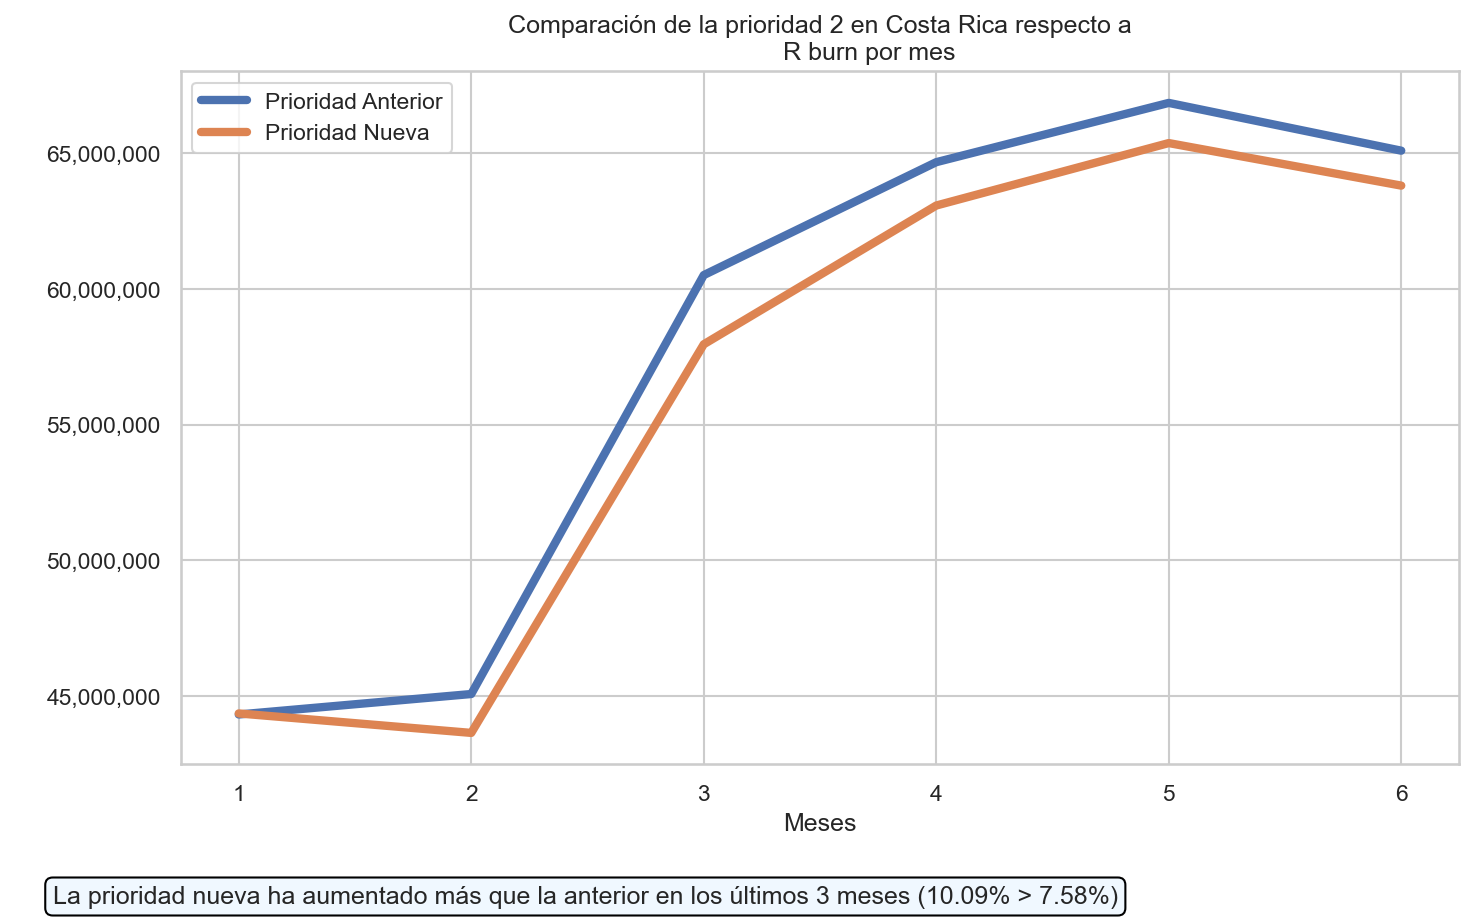 Comparación de la prioridad 2 en Costa Rica respecto a
R burn por mes
Prioridad Anterior
Prioridad Nueva
65,000,000
60,000,000
55,000,000
50,000,000
45,000,000
1 2 3 4 5 6
Meses
La prioridad nueva ha aumentado más que la anterior en los últimos 3 meses (10.09% > 7.58%)